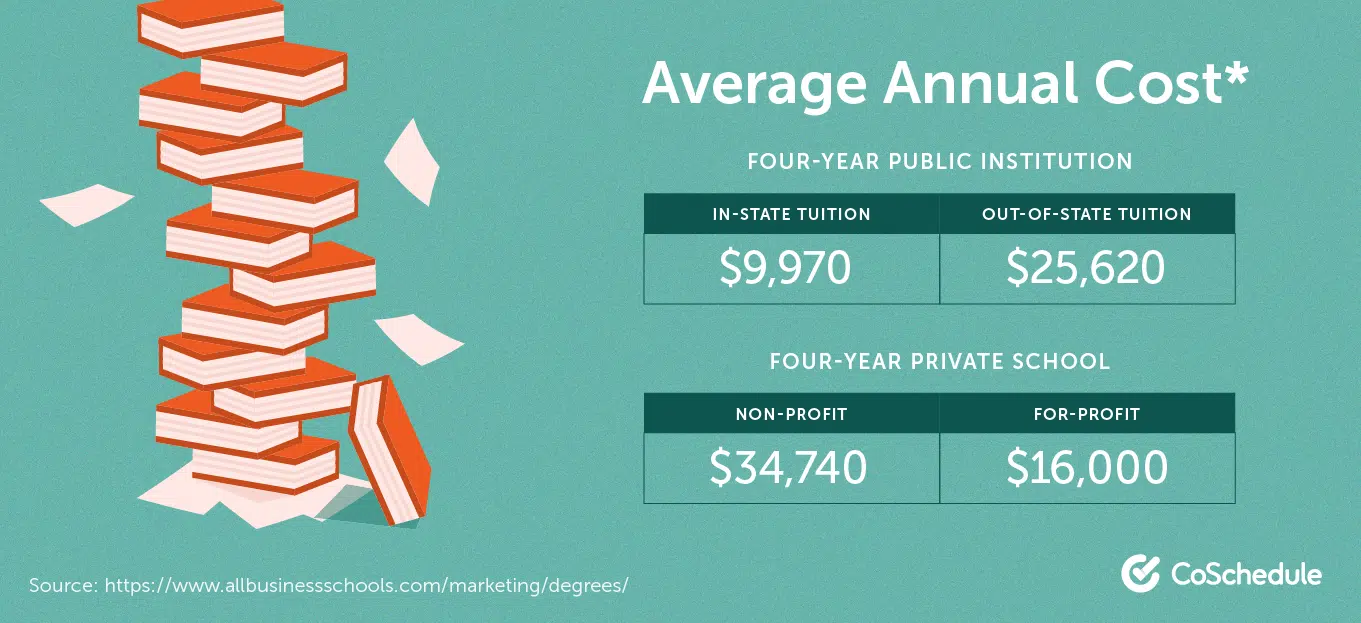 Average Annual Cost*
FOUR-YEAR PUBLIC INSTITUTION
IN-STATE TUITION OUT-OF-STATE TUITION
$9,970 $25,620
FOUR-YEAR PRIVATE SCHOOL
NON-PROFIT FOR-PROFIT
$34,740 $16,000
Source: https://www.allbusinessschools.com/marketing/degrees/
CoSchedule